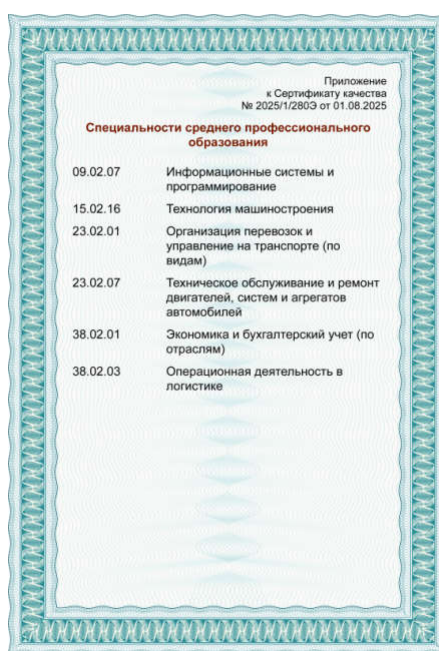 Приложение
к Сертификату качества
№ 2025/1/280Э от 01.08.2025
Специальности среднего профессионального
образования
09.02.07 Информационные системы и
программирование
15.02.16 Технология машиностроения
23.02.01 Организация перевозок и
управление на транспорте (по
видам)
23.02.07 Техническое обслуживание и ремонт
двигателей, систем и агрегатов
автомобилей
38.02.01 Экономика и бухгалтерский учет (по
отраслям)
38.02.03 Операционная деятельность в
логистике